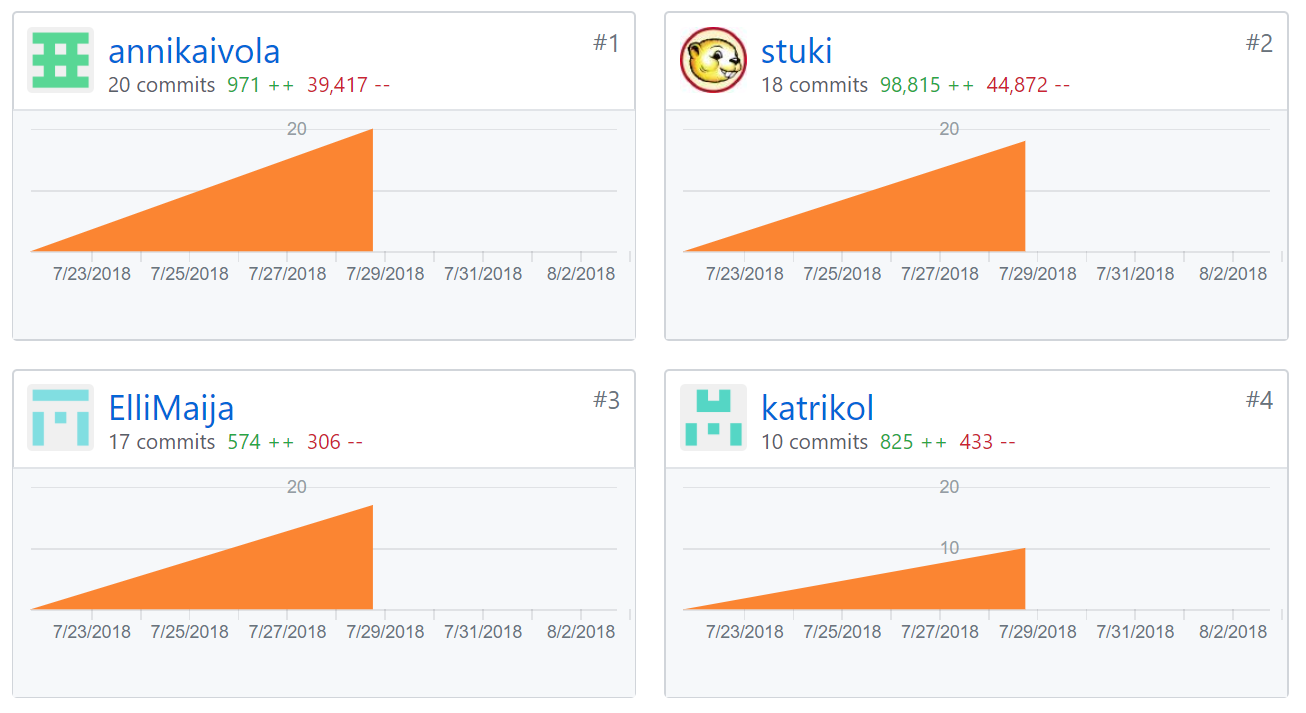 annikaivola
#1
20 commits 971 ++ 39,417 --
20
7/23/2018 7/25/2018 7/27/2018 7/29/2018 7/31/2018 8/2/2018
stuki
#2
18 commits 98,815 ++ 44,872 --
20
7/23/2018 7/25/2018 7/27/2018 7/29/2018 7/31/2018 8/2/2018
ElliMaija
#3
17 commits 574 ++ 306 --
20
7/23/2018 7/25/2018 7/27/2018 7/29/2018 7/31/2018 8/2/2018
katrikol
#4
10 commits 825 ++ 433 --
20
10
7/23/2018 7/25/2018 7/27/2018 7/29/2018 7/31/2018 8/2/2018